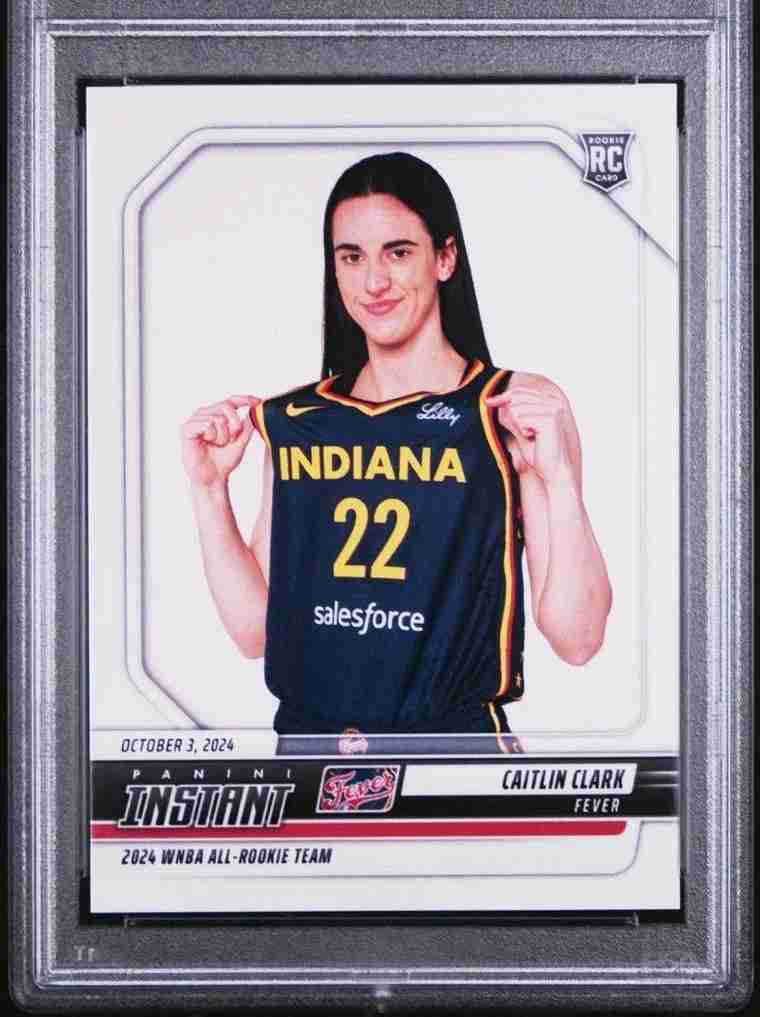 ROOKIE
RC
CARD
Lilly
INDIANA
22
salesforce
OCTOBER 3, 2024
PANINI
INSTANT
Fever
CAITLIN CLARK
FEVER
2024 WNBA ALL-ROOKIE TEAM